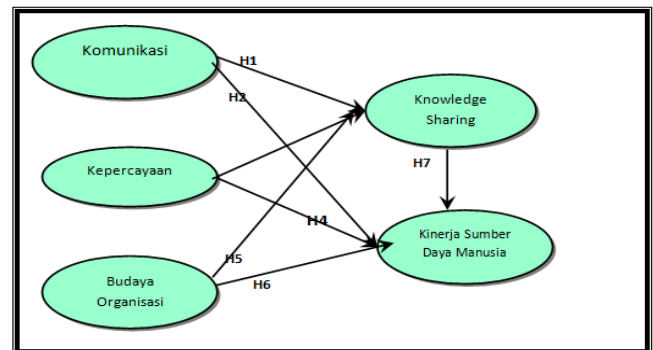 Komunikasi
H1
H2
Knowledge
Sharing
Kepercayaan
H7
H4
Kinerja Sumber
Daya Manusia
H5
H6
Budaya
Organisasi